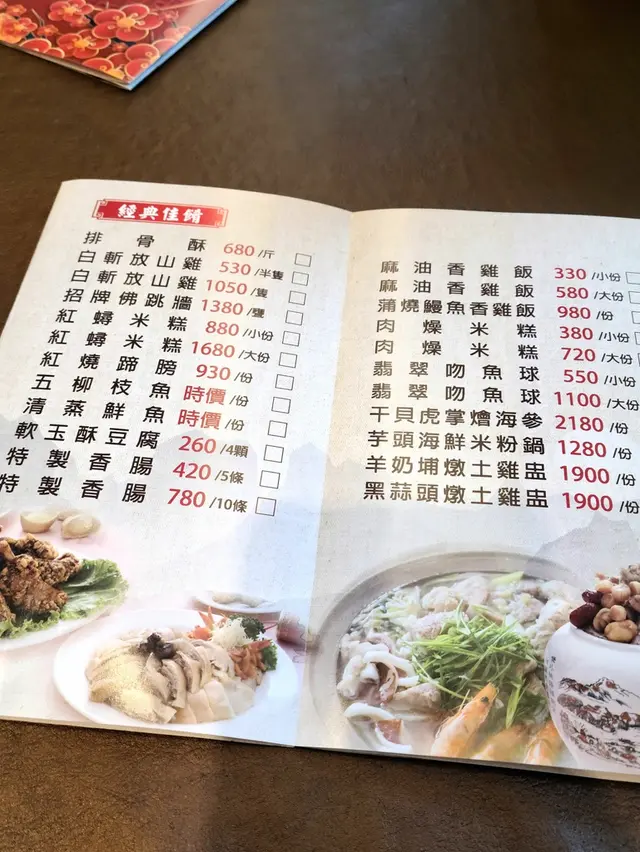 經典佳餚
排骨酥 680/斤
白斬放山雞 530/半隻
白斬放山雞 1050/隻
招牌佛跳牆 1380/甕
紅蟳米糕 880/小份
紅蟳米糕 1680/大份
紅燒蹄膀 930/份
五柳枝魚 時價/份
清蒸鮮魚 時價/份
軟玉酥豆腐 260/4顆
特製香腸 420/5條
特製香腸 780/10條
麻油香雞飯 330/小份
麻油香雞飯 580/大份
蒲燒鰻魚香雞飯 980/份
肉燥米糕 380/小份
肉燥米糕 720/大份
翡翠吻魚球 550/小份
翡翠吻魚球 1100/大份
干貝虎掌燴海參 2180/份
芋頭海鮮米粉鍋 1280/份
羊奶埔燉土雞盅 1900/份
黑蒜頭燉土雞盅 1900/份